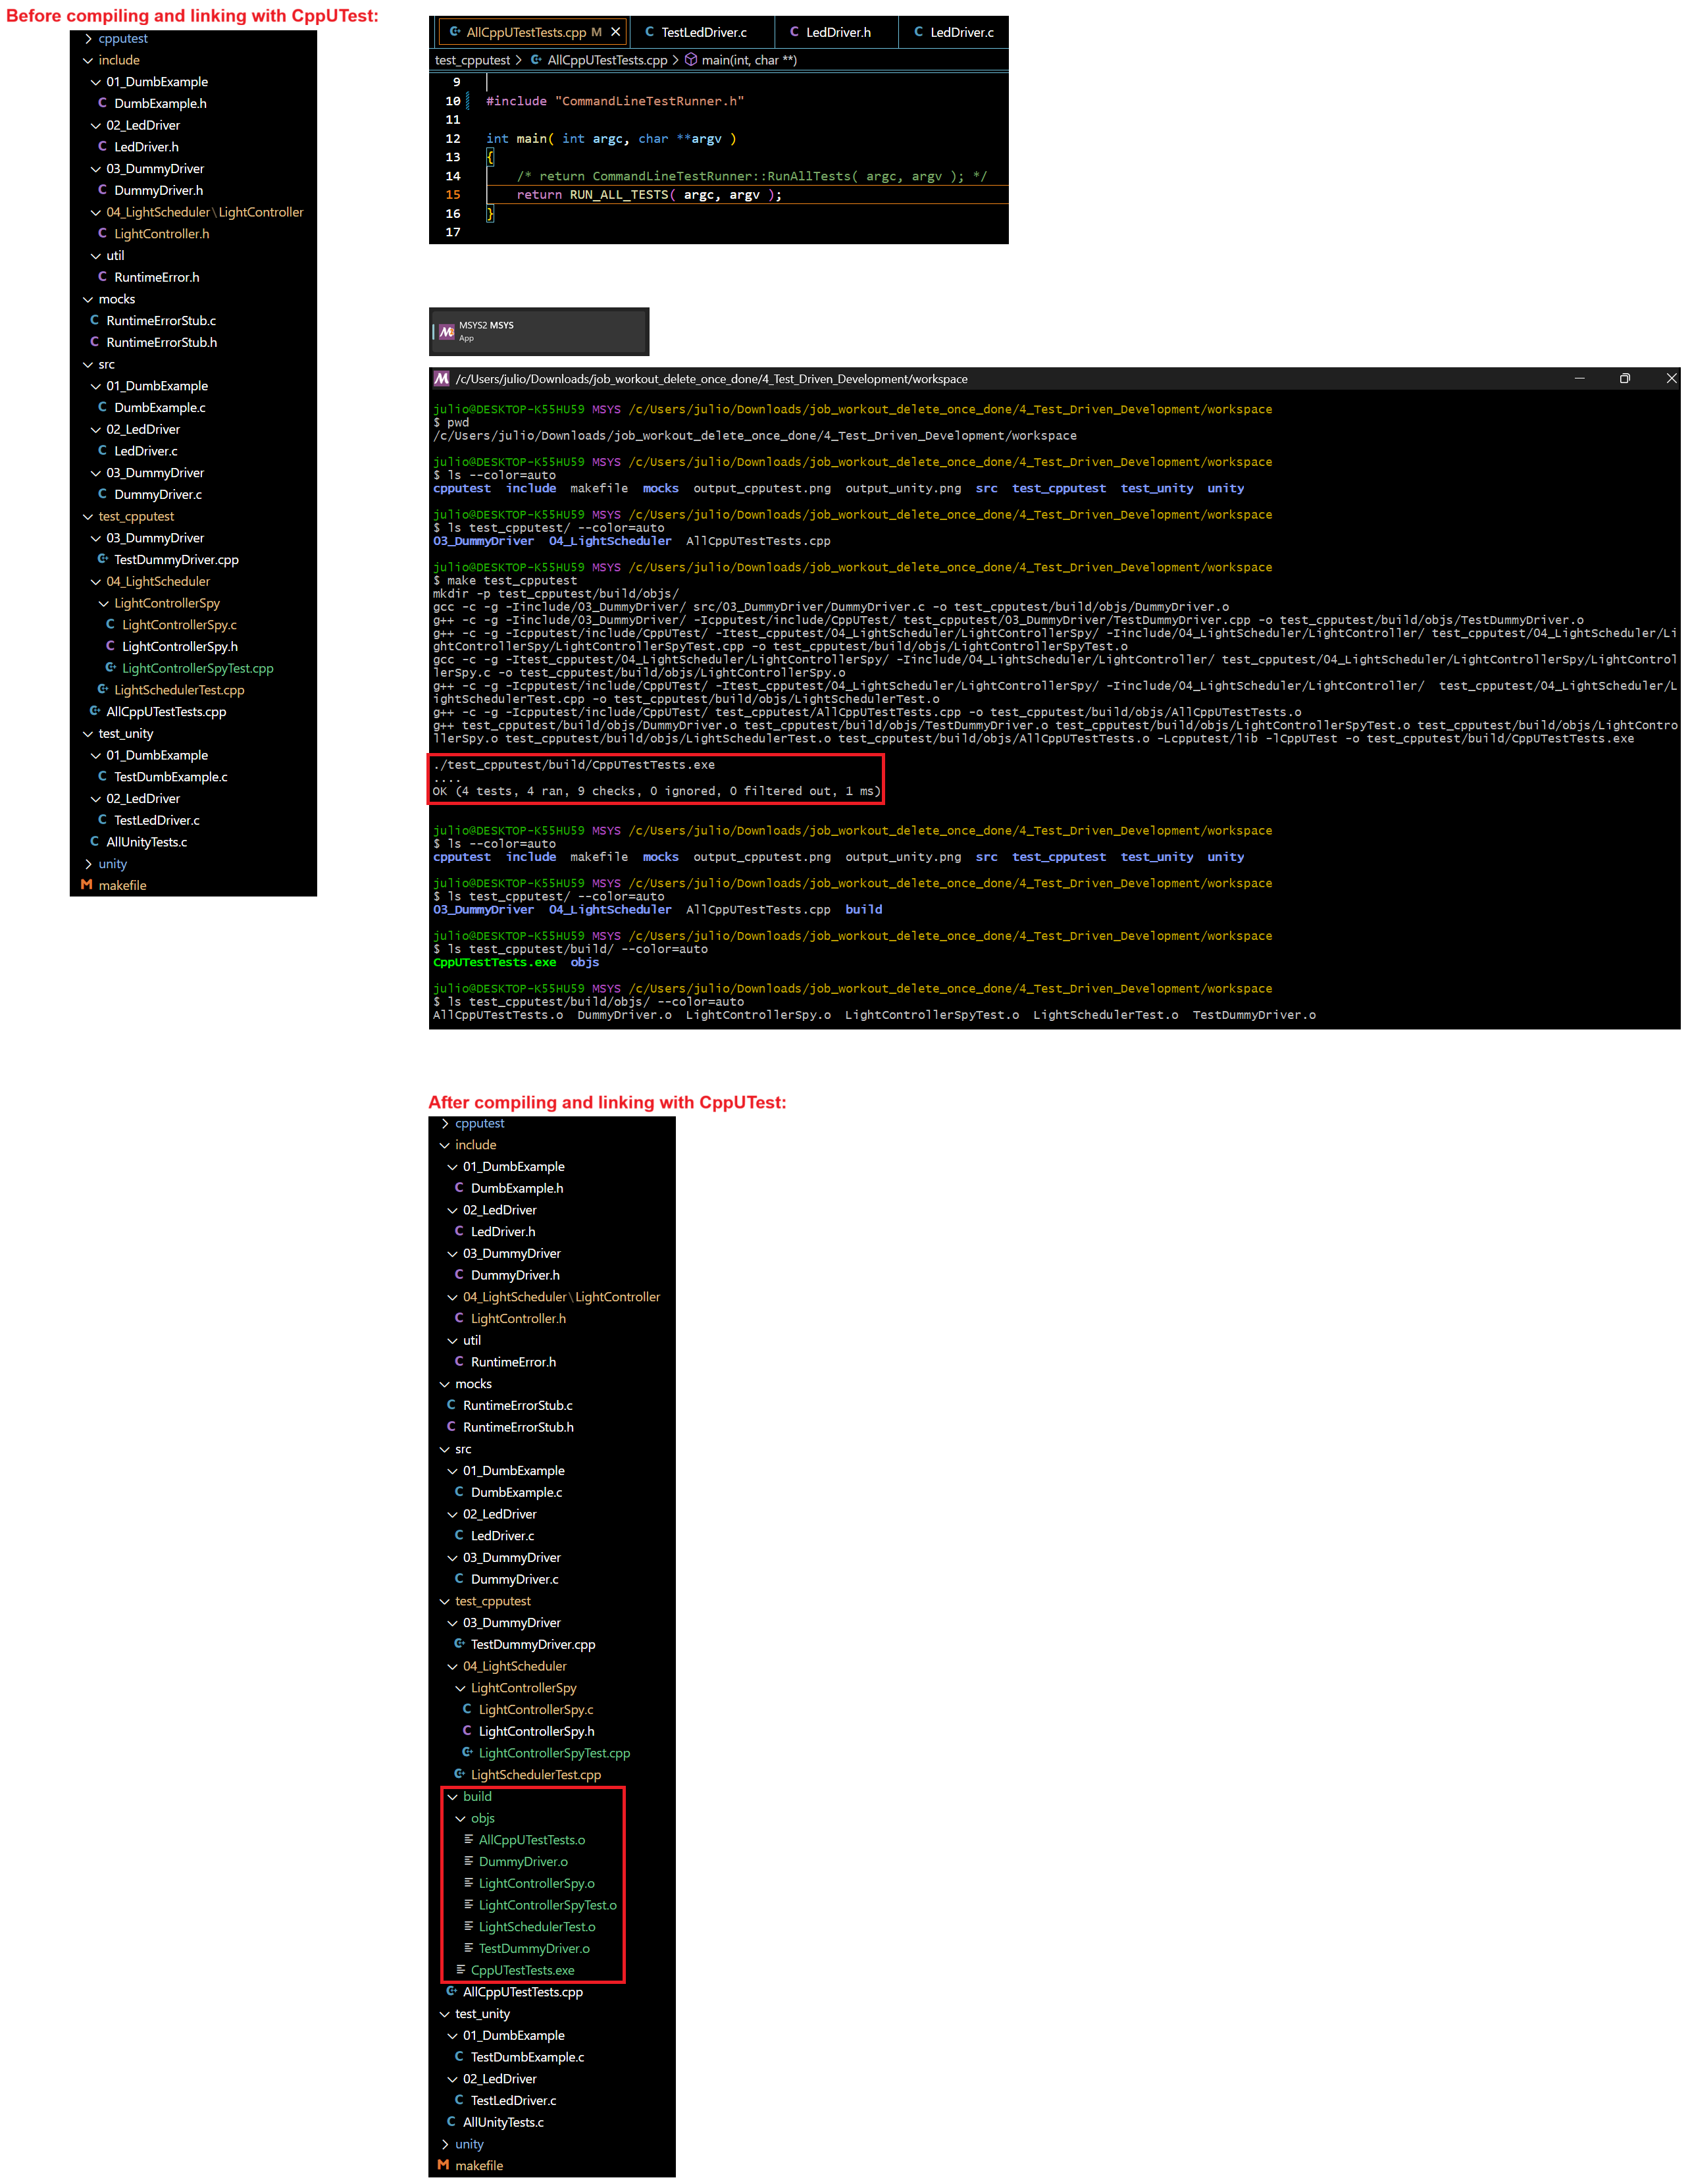 Before compiling and linking with CppUTest:
cpputest
include
01_DumbExample
DumbExample.h
02_LedDriver
LedDriver.h
03_DummyDriver
DummyDriver.h
04_LightScheduler\LightController
LightController.h
util
RuntimeError.h
mocks
RuntimeErrorStub.c
RuntimeErrorStub.h
src
01_DumbExample
DumbExample.c
02_LedDriver
LedDriver.c
03_DummyDriver
DummyDriver.c
test_cpputest
03_DummyDriver
TestDummyDriver.cpp
04_LightScheduler
LightControllerSpy
LightControllerSpy.c
LightControllerSpy.h
LightControllerSpyTest.cpp
LightSchedulerTest.cpp
AllCppUTestTests.cpp
test_unity
01_DumbExample
TestDumbExample.c
02_LedDriver
TestLedDriver.c
AllUnityTests.c
unity
makefile
AllCppUTestTests.cpp M TestLedDriver.c LedDriver.h LedDriver.c
test_cpputest > AllCppUTestTests.cpp > main(int, char **)
9
10 #include "CommandLineTestRunner.h"
11
12 int main( int argc, char **argv )
13 {
14 /* return CommandLineTestRunner::RunAllTests( argc, argv ); */
15 return RUN_ALL_TESTS( argc, argv );
16 }
17
MSYS2 MSYS
App
/c/Users/julio/Downloads/job_workout_delete_once_done/4_Test_Driven_Development/workspace
julio@DESKTOP-K55HU59 MSYS /c/Users/julio/Downloads/job_workout_delete_once_done/4_Test_Driven_Development/workspace
$ pwd
/c/Users/julio/Downloads/job_workout_delete_once_done/4_Test_Driven_Development/workspace
julio@DESKTOP-K55HU59 MSYS /c/Users/julio/Downloads/job_workout_delete_once_done/4_Test_Driven_Development/workspace
$ ls --color=auto
cpputest include makefile mocks output_cpputest.png output_unity.png src test_cpputest test_unity unity
julio@DESKTOP-K55HU59 MSYS /c/Users/julio/Downloads/job_workout_delete_once_done/4_Test_Driven_Development/workspace
$ ls test_cpputest/ --color=auto
03_DummyDriver 04_LightScheduler AllCppUTestTests.cpp
julio@DESKTOP-K55HU59 MSYS /c/Users/julio/Downloads/job_workout_delete_once_done/4_Test_Driven_Development/workspace
$ make test_cpputest
mkdir -p test_cpputest/build/objs/
gcc -c -g -Iinclude/03_DummyDriver/ src/03_DummyDriver/DummyDriver.c -o test_cpputest/build/objs/DummyDriver.o
g++ -c -g -Iinclude/03_DummyDriver/ -Icpputest/include/CppUTest/ test_cpputest/03_DummyDriver/TestDummyDriver.cpp -o test_cpputest/build/objs/TestDummyDriver.o
g++ -c -g -Icpputest/include/CppUTest/ -Itest_cpputest/04_LightScheduler/LightControllerSpy/ -Iinclude/04_LightScheduler/LightController/ test_cpputest/04_LightScheduler/Li
ghtControllerSpy/LightControllerSpyTest.cpp -o test_cpputest/build/objs/LightControllerSpyTest.o
gcc -c -g -Itest_cpputest/04_LightScheduler/LightControllerSpy/ -Iinclude/04_LightScheduler/LightController/ test_cpputest/04_LightScheduler/LightControllerSpy/LightControl
lerSpy.c -o test_cpputest/build/objs/LightControllerSpy.o
g++ -c -g -Icpputest/include/CppUTest/ -Itest_cpputest/04_LightScheduler/LightControllerSpy/ -Iinclude/04_LightScheduler/LightController/ test_cpputest/04_LightScheduler/L
ightSchedulerTest.cpp -o test_cpputest/build/objs/LightSchedulerTest.o
g++ -c -g -Icpputest/include/CppUTest/ test_cpputest/AllCppUTestTests.cpp -o test_cpputest/build/objs/AllCppUTestTests.o
g++ test_cpputest/build/objs/DummyDriver.o test_cpputest/build/objs/TestDummyDriver.o test_cpputest/build/objs/LightControllerSpyTest.o test_cpputest/build/objs/LightContro
llerSpy.o test_cpputest/build/objs/LightSchedulerTest.o test_cpputest/build/objs/AllCppUTestTests.o -Lcpputest/lib -lCppUTest -o test_cpputest/build/CppUTestTests.exe
./test_cpputest/build/CppUTestTests.exe
....
OK (4 tests, 4 ran, 9 checks, 0 ignored, 0 filtered out, 1 ms)
julio@DESKTOP-K55HU59 MSYS /c/Users/julio/Downloads/job_workout_delete_once_done/4_Test_Driven_Development/workspace
$ ls --color=auto
cpputest include makefile mocks output_cpputest.png output_unity.png src test_cpputest test_unity unity
julio@DESKTOP-K55HU59 MSYS /c/Users/julio/Downloads/job_workout_delete_once_done/4_Test_Driven_Development/workspace
$ ls test_cpputest/ --color=auto
03_DummyDriver 04_LightScheduler AllCppUTestTests.cpp build
julio@DESKTOP-K55HU59 MSYS /c/Users/julio/Downloads/job_workout_delete_once_done/4_Test_Driven_Development/workspace
$ ls test_cpputest/build/ --color=auto
CppUTestTests.exe objs
julio@DESKTOP-K55HU59 MSYS /c/Users/julio/Downloads/job_workout_delete_once_done/4_Test_Driven_Development/workspace
$ ls test_cpputest/build/objs/ --color=auto
AllCppUTestTests.o DummyDriver.o LightControllerSpy.o LightControllerSpyTest.o LightSchedulerTest.o TestDummyDriver.o
After compiling and linking with CppUTest:
cpputest
include
01_DumbExample
DumbExample.h
02_LedDriver
LedDriver.h
03_DummyDriver
DummyDriver.h
04_LightScheduler\LightController
LightController.h
util
RuntimeError.h
mocks
RuntimeErrorStub.c
RuntimeErrorStub.h
src
01_DumbExample
DumbExample.c
02_LedDriver
LedDriver.c
03_DummyDriver
DummyDriver.c
test_cpputest
03_DummyDriver
TestDummyDriver.cpp
04_LightScheduler
LightControllerSpy
LightControllerSpy.c
LightControllerSpy.h
LightControllerSpyTest.cpp
LightSchedulerTest.cpp
build
objs
AllCppUTestTests.o
DummyDriver.o
LightControllerSpy.o
LightControllerSpyTest.o
LightSchedulerTest.o
TestDummyDriver.o
CppUTestTests.exe
AllCppUTestTests.cpp
test_unity
01_DumbExample
TestDumbExample.c
02_LedDriver
TestLedDriver.c
AllUnityTests.c
unity
makefile